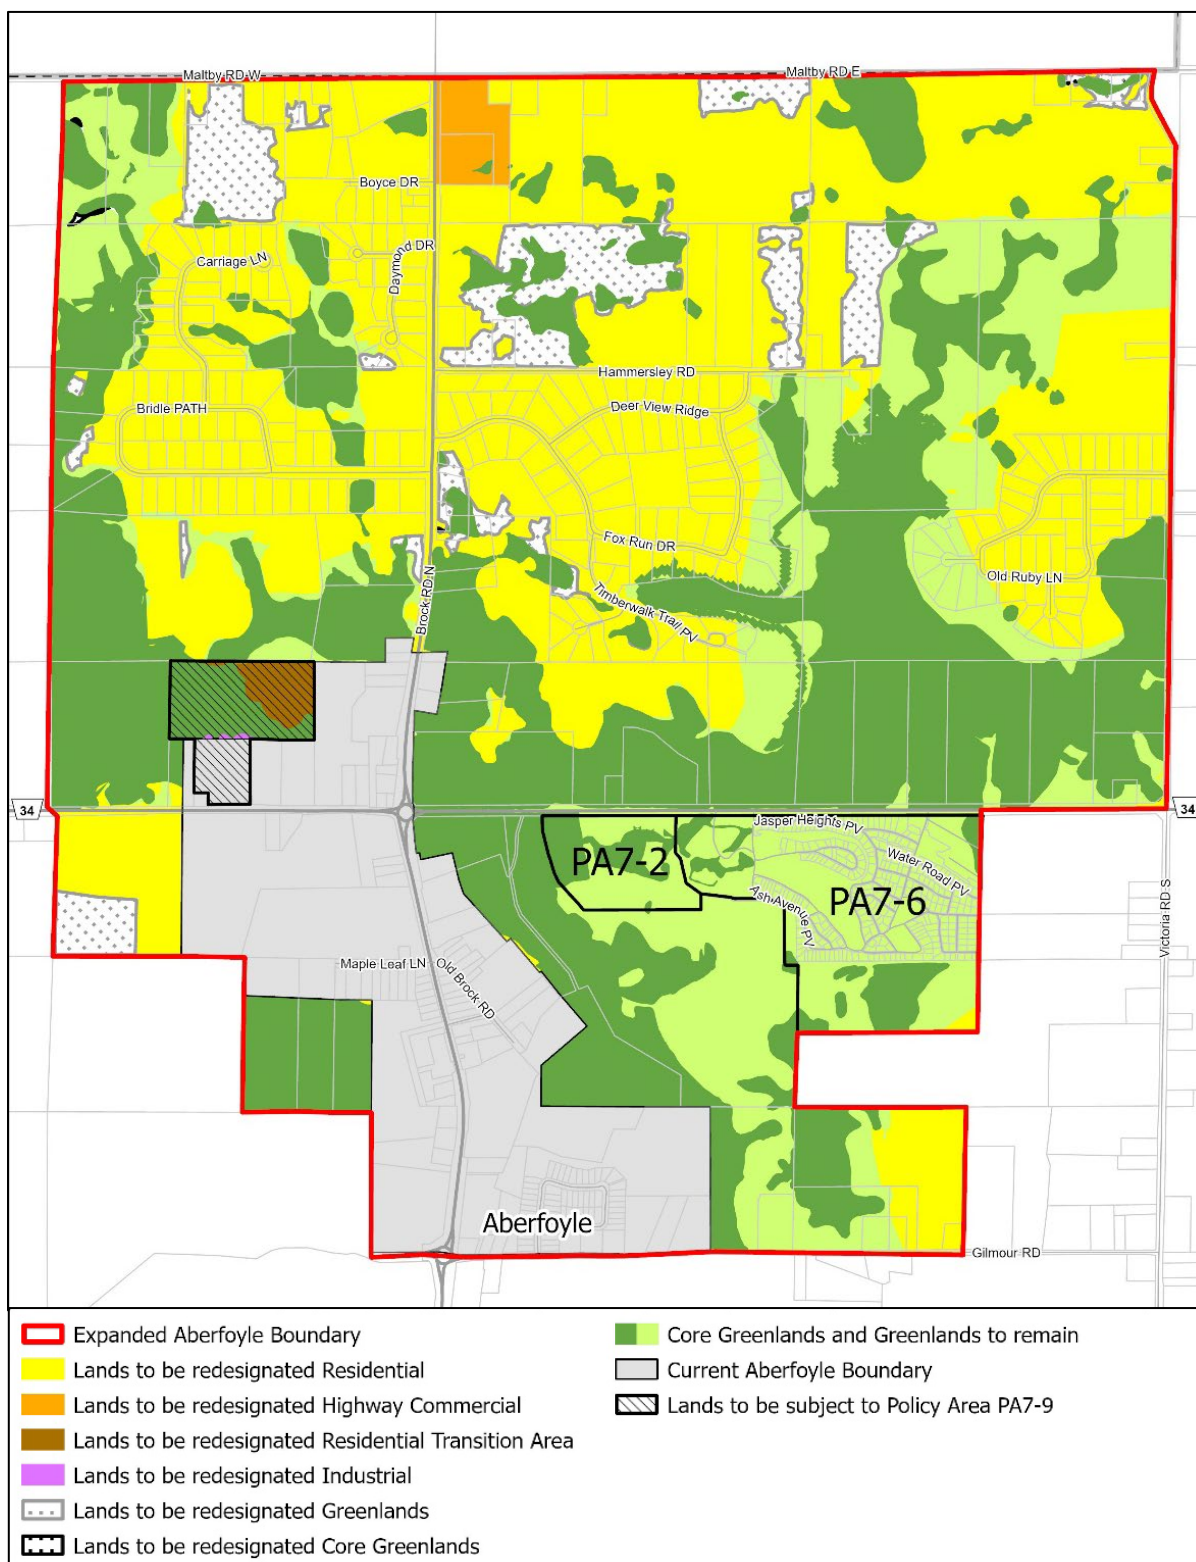 Maltby RD W
Maltby RD E
Boyce DR
Daymond DR
Carriage LN
Hammersley RD
Deer View Ridge
Bridle PATH
Fox Run DR
Old Ruby LN
Brock RD N
Timberwalk Trail PV
34
34
Jasper Heights PV
PA7-2
Water Road PV
PA7-6
Ash Avenue PV
Victoria RD S
Maple Leaf LN
Old Brock RD
Aberfoyle
Gilmour RD
Expanded Aberfoyle Boundary
Lands to be redesignated Residential
Lands to be redesignated Highway Commercial
Lands to be redesignated Residential Transition Area
Lands to be redesignated Industrial
Lands to be redesignated Greenlands
Lands to be redesignated Core Greenlands
Core Greenlands and Greenlands to remain
Current Aberfoyle Boundary
Lands to be subject to Policy Area PA7-9